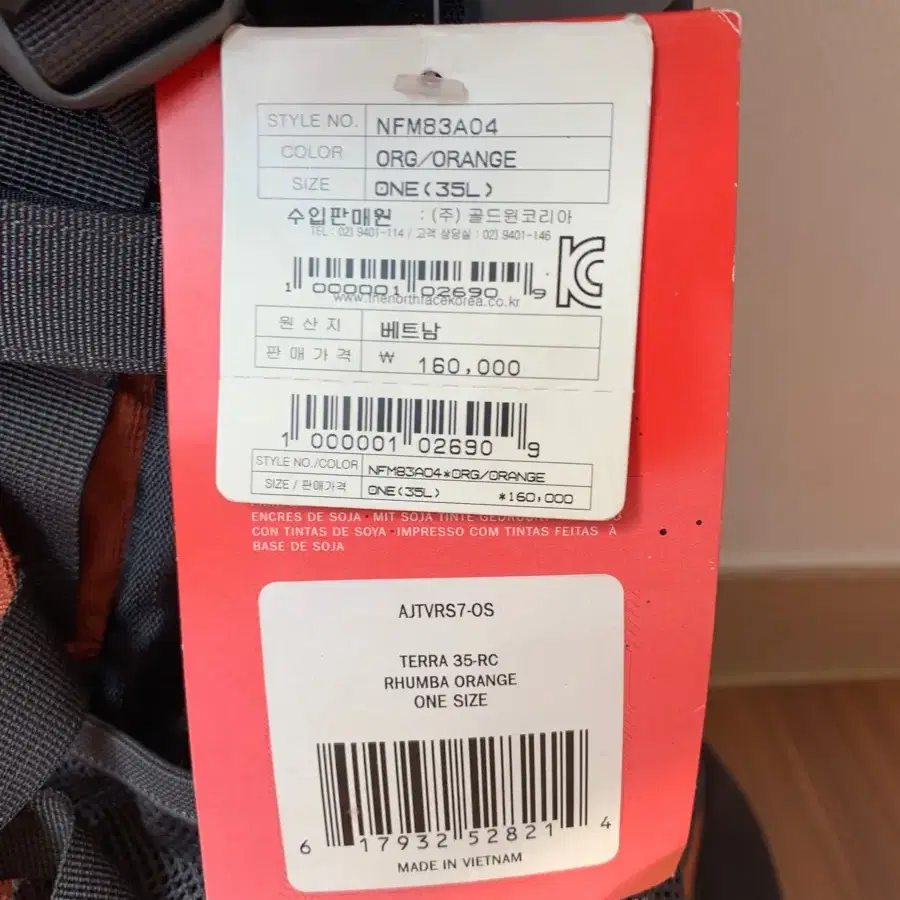 STYLE NO. NFM83A04
COLOR ORG/ORANGE
SIZE ONE(35L)
수입판매원 : (주) 골드윈코리아
TEL : 02) 9401-114 / 고객 상담실 : 02) 9401-146
1 000001 02690 9
www.thenorthfacekorea.co.kr
원산지 베트남
판매가격 ₩ 160,000
1 000001 02690 9
STYLE NO./COLOR NFM83A04*ORG/ORANGE
SIZE / 판매가격 ONE(35L) *160,000
ENCRES DE SOJA · MIT SOJA TINTE
CON TINTAS DE SOYA · IMPRESSO COM TINTAS FEITAS À
BASE DE SOJA
AJTVRS7-OS
TERRA 35-RC
RHUMBA ORANGE
ONE SIZE
6 17932 52821 4
MADE IN VIETNAM